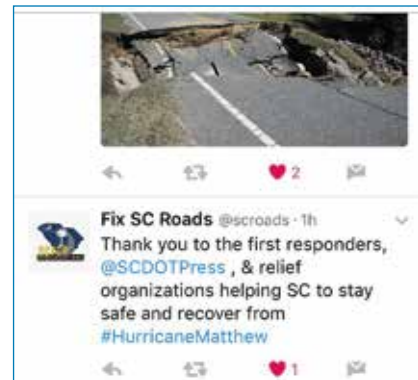 2
Fix SC Roads @scroads · 1h
Thank you to the first responders,
@SCDOTPress , & relief
organizations helping SC to stay
safe and recover from
#HurricaneMatthew
1